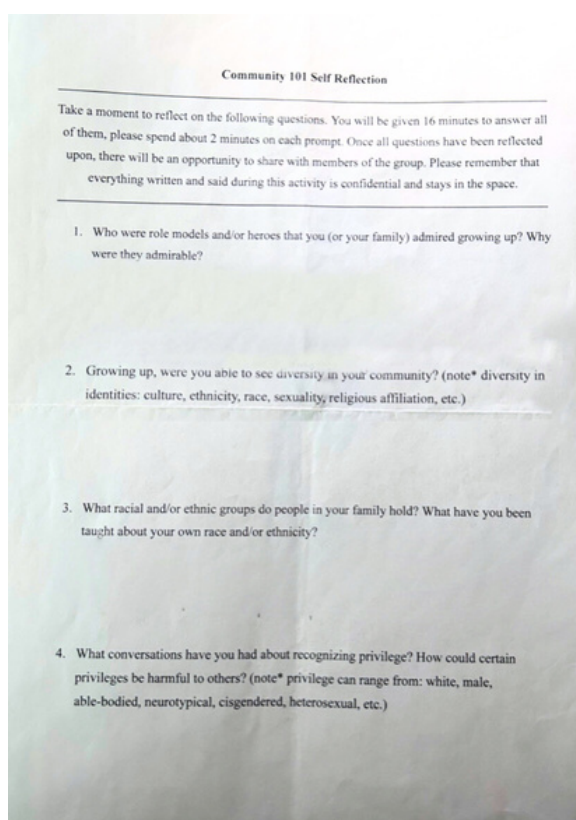 Community 101 Self Reflection
Take a moment to reflect on the following questions. You will be given 16 minutes to answer all
of them, please spend about 2 minutes on each prompt. Once all questions have been reflected
upon, there will be an opportunity to share with members of the group. Please remember that
everything written and said during this activity is confidential and stays in the space.
1. Who were role models and/or heroes that you (or your family) admired growing up? Why
were they admirable?
2. Growing up, were you able to see diversity in your community? (note* diversity in
identities: culture, ethnicity, race, sexuality, religious affiliation, etc.)
3. What racial and/or ethnic groups do people in your family hold? What have you been
taught about your own race and/or ethnicity?
4. What conversations have you had about recognizing privilege? How could certain
privileges be harmful to others? (note* privilege can range from: white, male,
able-bodied, neurotypical, cisgendered, heterosexual, etc.)